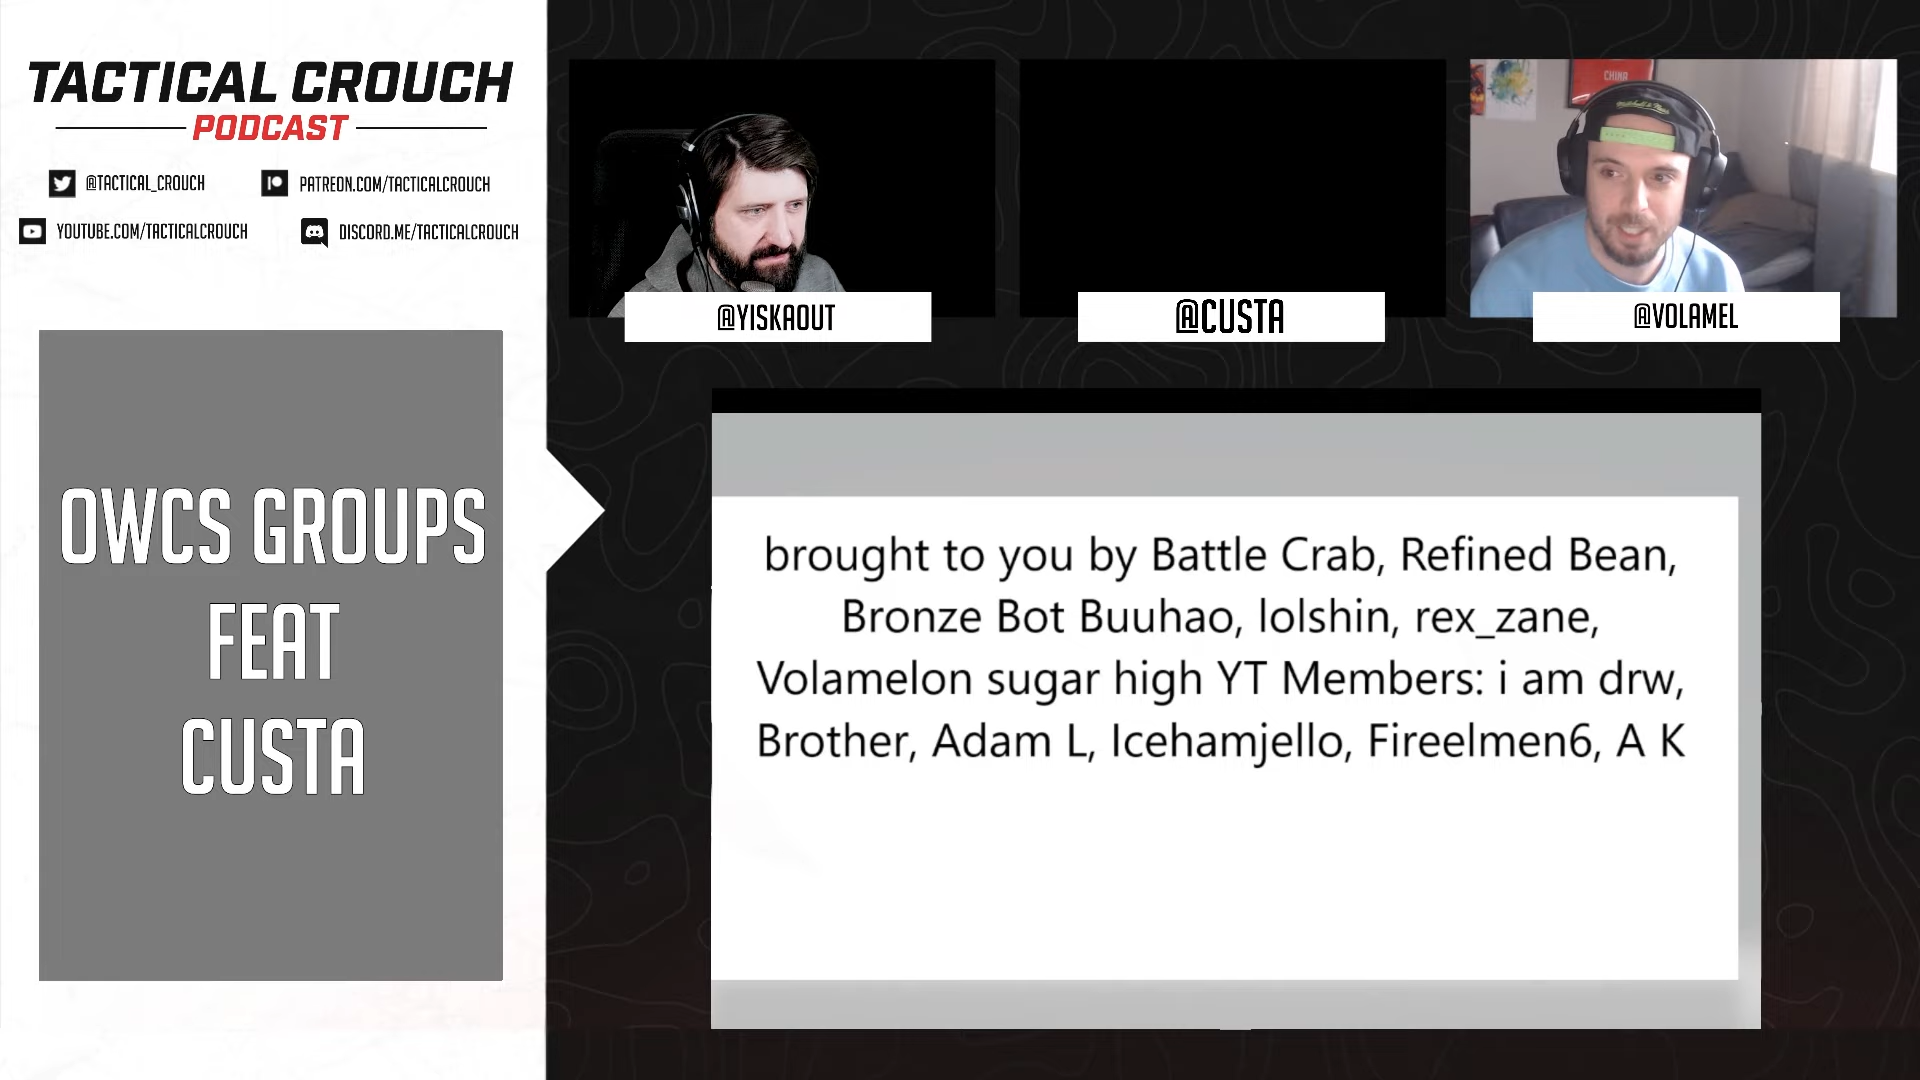 TACTICAL CROUCH
PODCAST
@TACTICAL_CROUCH
PATREON.COM/TACTICALCROUCH
YOUTUBE.COM/TACTICALCROUCH
DISCORD.ME/TACTICALCROUCH
CHINA
@YISKAOUT
@CUSTA
@VOLAMEL
OWCS GROUPS
FEAT
CUSTA
brought to you by Battle Crab, Refined Bean,
Bronze Bot Buuhao, lolshin, rex_zane,
Volamelon sugar high YT Members: i am drw,
Brother, Adam L, Icehamjello, Fireelmen6, A K